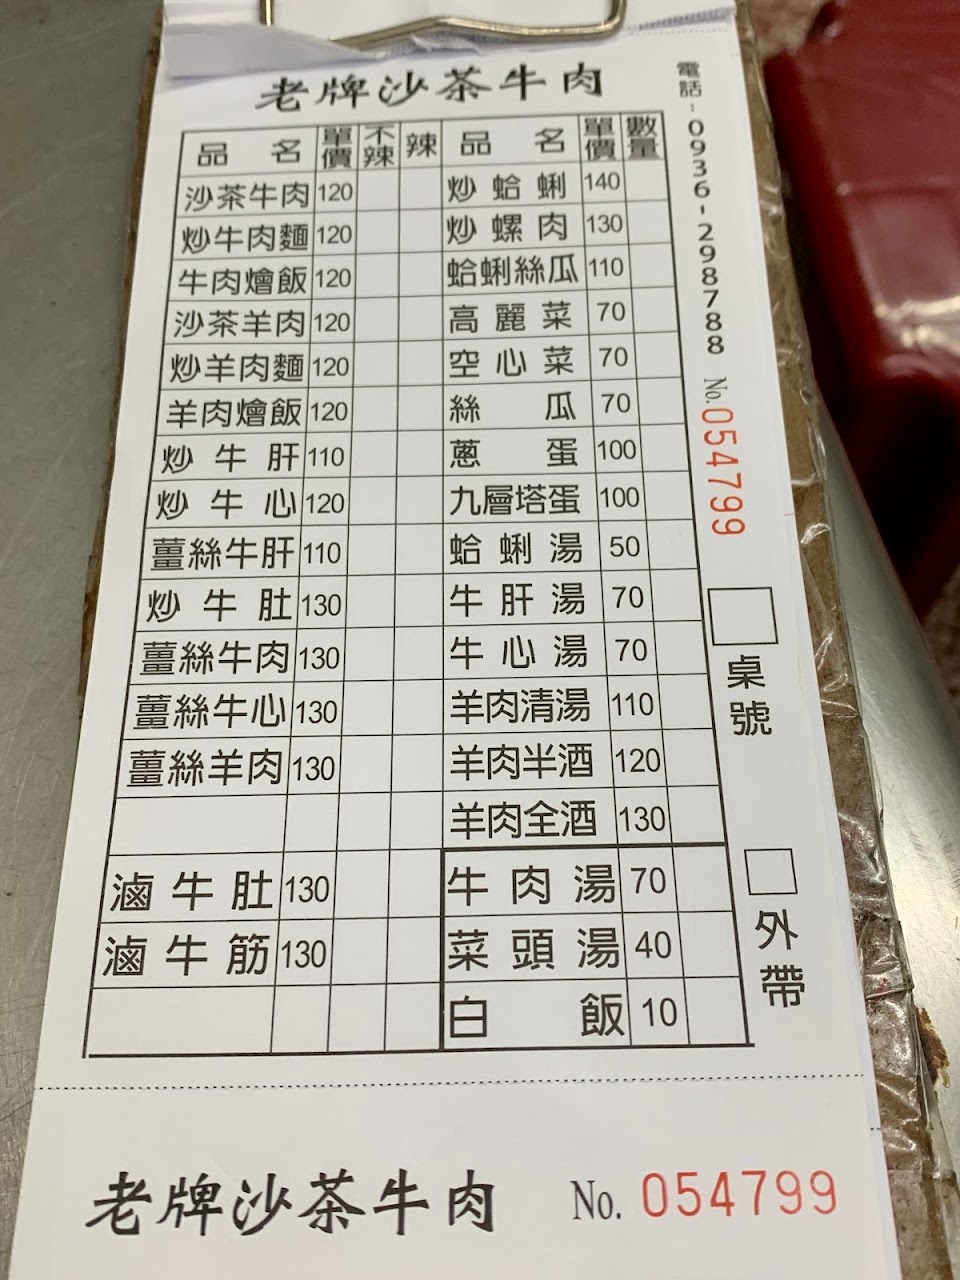 老牌沙茶牛肉
電話：0936-298788 No.054799
品名 單價 不辣 辣 品名 單價 數量
沙茶牛肉 120 炒蛤蜊 140
炒牛肉麵 120 炒螺肉 130
牛肉燴飯 120 蛤蜊絲瓜 110
沙茶羊肉 120 高麗菜 70
炒羊肉麵 120 空心菜 70
羊肉燴飯 120 絲瓜 70
炒牛肝 110 蔥蛋 100
炒牛心 120 九層塔蛋 100
薑絲牛肝 110 蛤蜊湯 50
炒牛肚 130 牛肝湯 70
薑絲牛肉 130 牛心湯 70
薑絲牛心 130 羊肉清湯 110
薑絲羊肉 130 羊肉半酒 120
羊肉全酒 130
滷牛肚 130 牛肉湯 70
滷牛筋 130 菜頭湯 40
白飯 10
桌號
外帶
老牌沙茶牛肉 No. 054799